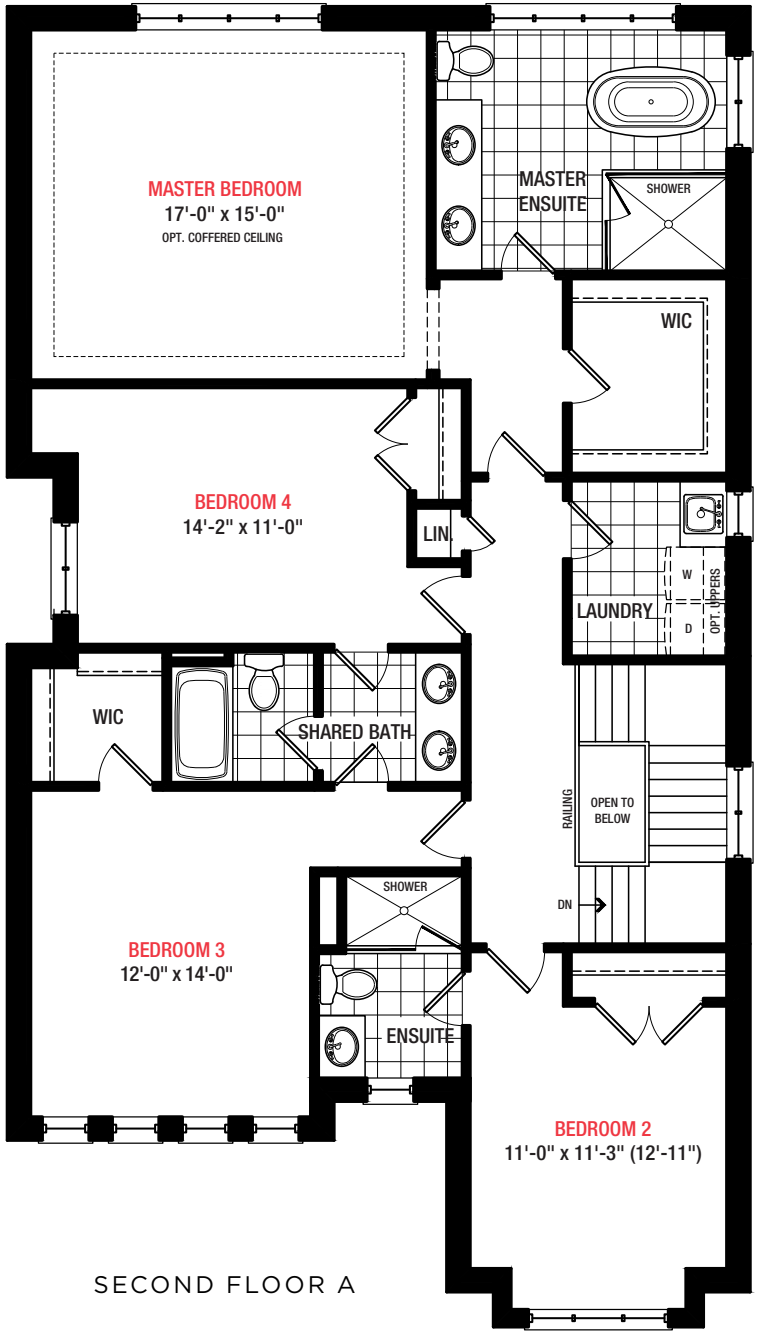 MASTER BEDROOM
17'-0" x 15'-0"
OPT. COFFERED CEILING
MASTER
ENSUITE
SHOWER
WIC
BEDROOM 4
14'-2" x 11'-0"
LIN.
LAUNDRY
W
D
OPT. UPPERS
WIC
SHARED BATH
RAILING
OPEN TO
BELOW
DN
SHOWER
BEDROOM 3
12'-0" x 14'-0"
ENSUITE
BEDROOM 2
11'-0" x 11'-3" (12'-11")
SECOND FLOOR A